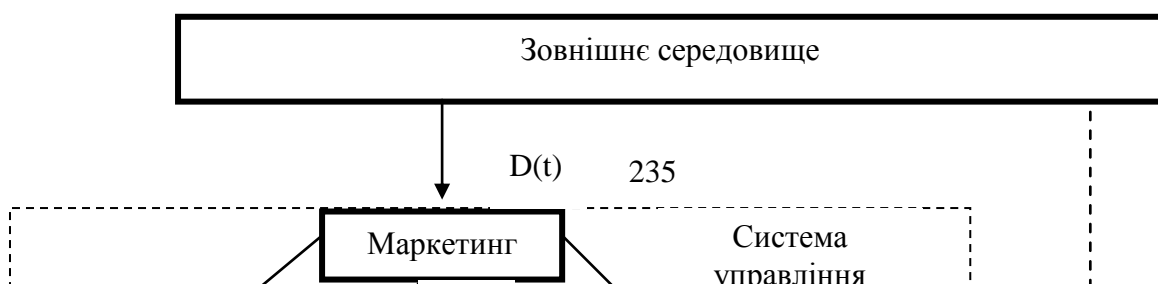 Зовнішнє середовище
D(t) 235
Маркетинг
Система
управління